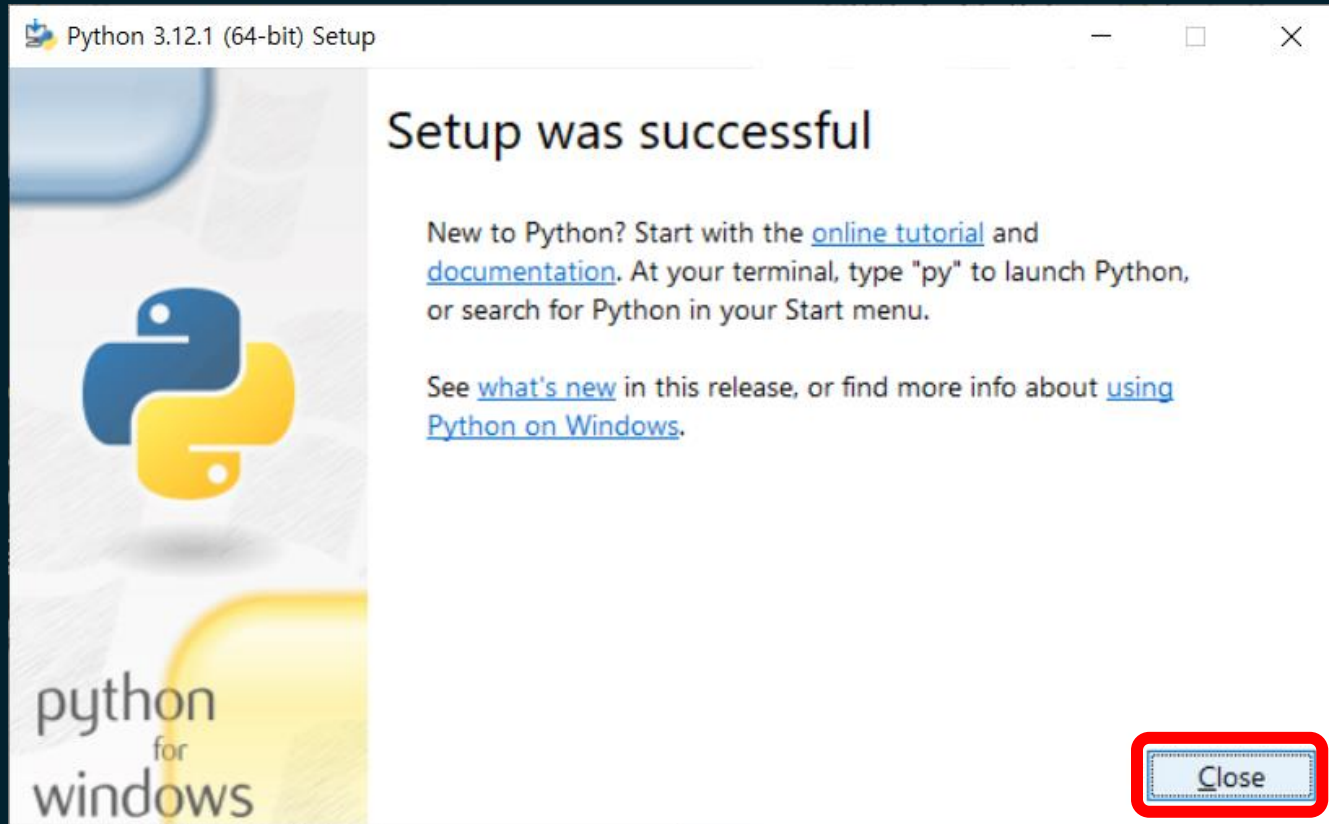 Python 3.12.1 (64-bit) Setup
Setup was successful
New to Python? Start with the online tutorial and
documentation. At your terminal, type "py" to launch Python,
or search for Python in your Start menu.
See what's new in this release, or find more info about using
Python on Windows.
python
for
windows
Close